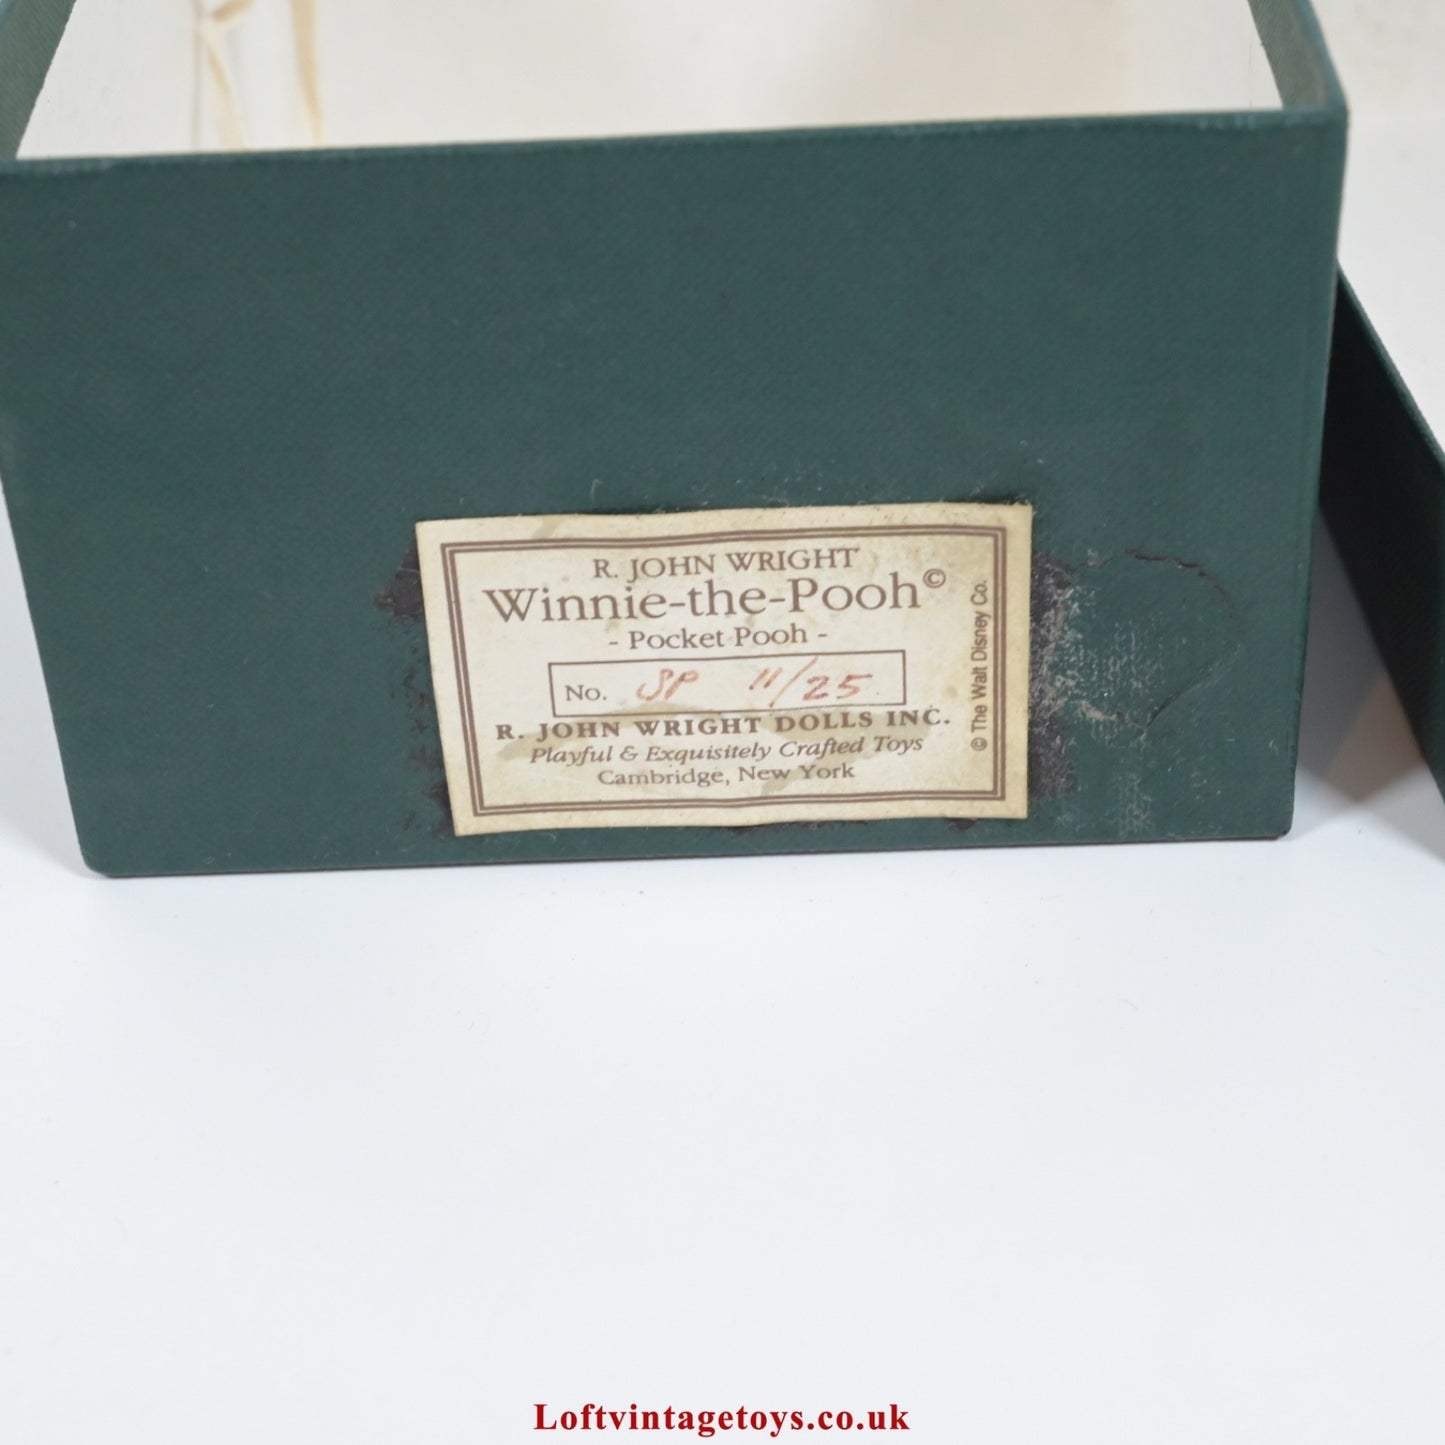 R. JOHN WRIGHT
Winnie-the-Pooh©
- Pocket Pooh -
No. SP 11/25
R. JOHN WRIGHT DOLLS INC.
Playful & Exquisitely Crafted Toys
Cambridge, New York
© The Walt Disney Co.
Loftvintagetoys.co.uk